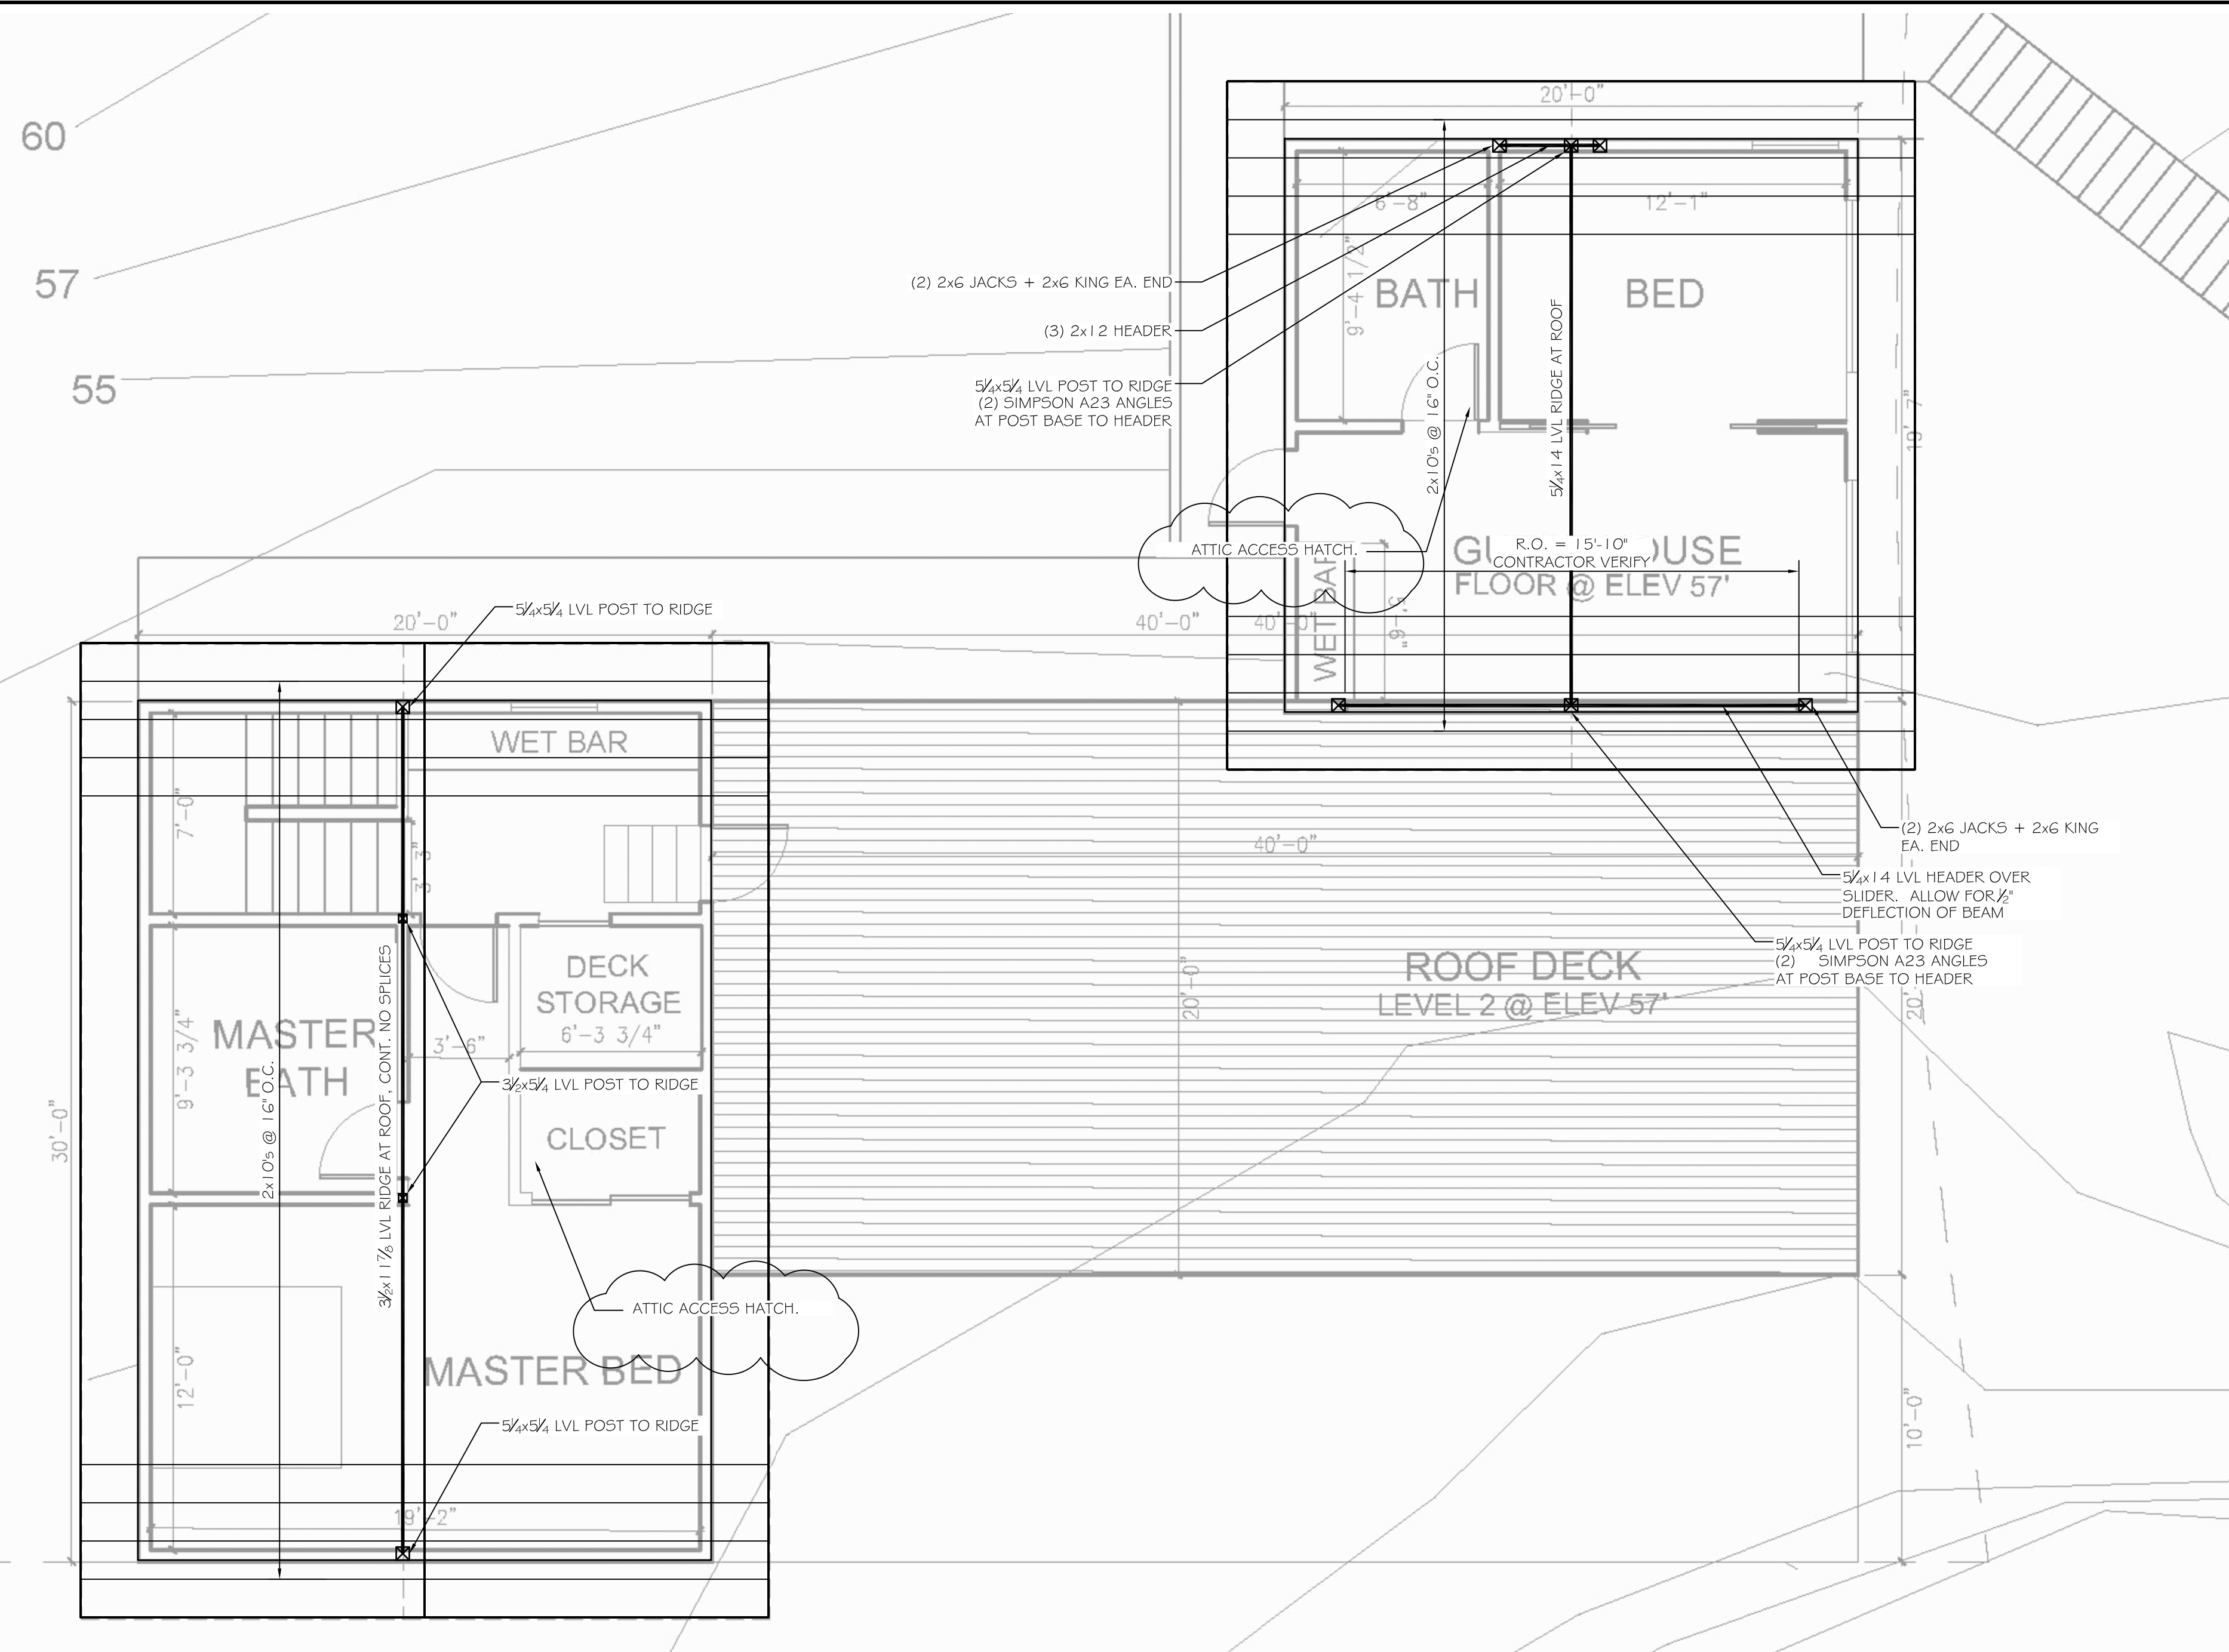 60
57
55
20'-0"
6'-8"
12'-1"
9'-4 1/2"
BATH
BED
(2) 2x6 JACKS + 2x6 KING EA. END
(3) 2x12 HEADER
5¼x5¼ LVL POST TO RIDGE
(2) SIMPSON A23 ANGLES
AT POST BASE TO HEADER
2x10's @ 16" O.C.
5¼x14 LVL RIDGE AT ROOF
19'-7"
ATTIC ACCESS HATCH.
R.O. = 15'-10"
CONTRACTOR VERIFY
FLOOR @ ELEV 57'
WET BAR
5¼x5¼ LVL POST TO RIDGE
20'-0"
40'-0"
40'-0"
WET BAR
7'-0"
3'-3"
40'-0"
(2) 2x6 JACKS + 2x6 KING
EA. END
5¼x14 LVL HEADER OVER
SLIDER. ALLOW FOR ½"
DEFLECTION OF BEAM
5¼x5¼ LVL POST TO RIDGE
(2) SIMPSON A23 ANGLES
AT POST BASE TO HEADER
ROOF DECK
LEVEL 2 @ ELEV 57'
20'-0"
DECK
STORAGE
6'-3 3/4"
MASTER
BATH
9'-3 3/4"
3'-6"
2x10's @ 16" O.C.
3½x11⅞ LVL RIDGE AT ROOF, CONT. NO SPLICES
3½x5¼ LVL POST TO RIDGE
CLOSET
30'-0"
ATTIC ACCESS HATCH.
MASTER BED
12'-0"
5¼x5¼ LVL POST TO RIDGE
19'-2"
10'-0"